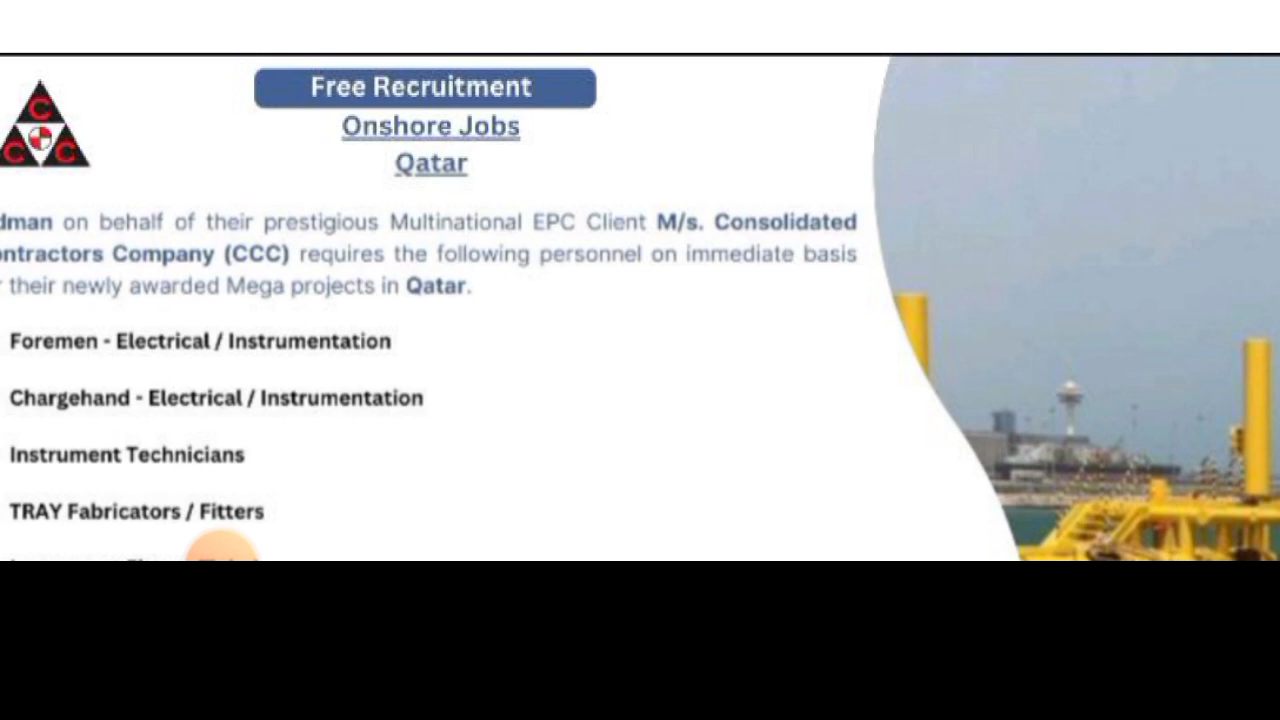 C
C C
Free Recruitment
Onshore Jobs
Qatar
dman on behalf of their prestigious Multinational EPC Client M/s. Consolidated
ontractors Company (CCC) requires the following personnel on immediate basis
their newly awarded Mega projects in Qatar.
Foremen - Electrical / Instrumentation
Chargehand - Electrical / Instrumentation
Instrument Technicians
TRAY Fabricators / Fitters